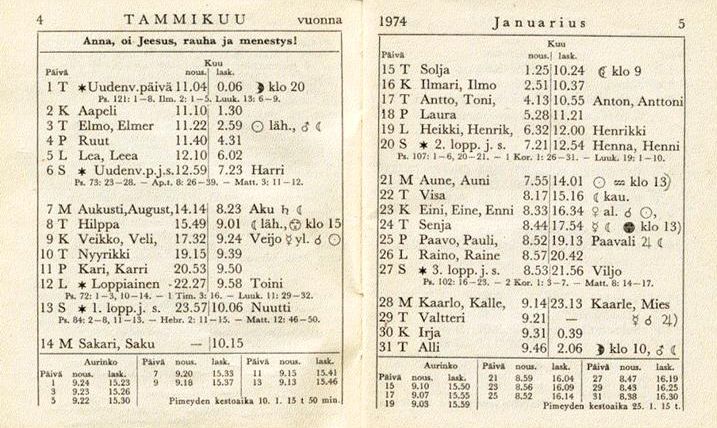 4 TAMMIKUU vuonna
Anna, oi Jeesus, rauha ja menestys!
Kuu
Päivä nous. lask.
1 T ✶Uudenv.päivä 11.04 0.06 ☽ klo 20
Ps. 121: 1—8. Ilm. 2: 1—5. Luuk. 13: 6—9.
2 K Aapeli 11.10 1.30
3 T Elmo, Elmer 11.22 2.59 ☉ läh., ♂ ☾
4 P Ruut 11.40 4.31
5 L Lea, Leea 12.10 6.02
6 S ✶ Uudenv.p.j.s. 12.59 7.23 Harri
Ps. 73: 23—28. — Ap.t. 8: 26—39. — Matt. 3: 11—12.
7 M Aukusti, August, 14.14 8.23 Aku ♄ ☾
8 T Hilppa 15.49 9.01 ☾ läh., klo 15
9 K Veikko, Veli, 17.32 9.24 Veijo ☿ yl. ☌ ☉
10 T Nyyrikki 19.15 9.39
11 P Kari, Karri 20.53 9.50
12 L ✶ Loppiainen 22.27 9.58 Toini
Ps. 72: 1—3, 10—14. — 1 Tim. 3: 16. — Luuk. 11: 29—32.
13 S ✶ 1. lopp.j. s. 23.57 10.06 Nuutti
Ps. 84: 2—8, 11—13. — Hebr. 2: 11—15. — Matt. 12: 46—50.
14 M Sakari, Saku — 10.15
Aurinko
Päivä nous. lask. Päivä nous. lask. Päivä nous. lask.
1 9.24 15.23 7 9.20 15.33 11 9.15 15.41
3 9.23 15.26 9 9.18 15.37 13 9.13 15.46
5 9.22 15.30 Pimeyden kestoaika 10. 1. 15 t 50 min.
1974 Januarius 5
Kuu
Päivä nous. lask.
15 T Solja 1.25 10.24 ☾ klo 9
16 K Ilmari, Ilmo 2.51 10.37
17 T Antto, Toni, 4.13 10.55 Anton, Anttoni
18 P Laura 5.28 11.21
19 L Heikki, Henrik, 6.32 12.00 Henrikki
20 S ✶ 2. lopp. j. s. 7.21 12.54 Henna, Henni
Ps. 107: 1—6, 20—21. — 1 Kor. 1: 26—31. — Luuk. 19: 1—10.
21 M Aune, Auni 7.55 14.01 ☉ ♒ klo 13)
22 T Visa 8.17 15.16 ☾ kau.
23 K Eini, Eine, Enni 8.33 16.34 ♀ al. ☌ ☉,
24 T Senja 8.44 17.54 ☿ ☾ ● klo 13)
25 P Paavo, Pauli, 8.52 19.13 Paavali ♃ ☾
26 L Raino, Raine 8.57 20.42
27 S ✶ 3. lopp. j. s. 8.53 21.56 Viljo
Ps. 102: 16—23. — 2 Kor. 1: 3—7. — Matt. 8: 14—17.
28 M Kaarlo, Kalle, 9.14 23.13 Kaarle, Mies
29 T Valtteri 9.21 — ☿ ☌ ♃)
30 K Irja 9.31 0.39
31 T Alli 9.46 2.06 ☽ klo 10, ♂ ☾
Aurinko
Päivä nous. lask. Päivä nous. lask. Päivä nous. lask.
15 9.10 15.50 21 8.59 16.04 27 8.47 16.19
17 9.07 15.55 23 8.56 16.09 29 8.43 16.25
19 9.03 15.59 25 8.52 16.14 31 8.38 16.30
Pimeyden kestoaika 25. 1. 15 t.